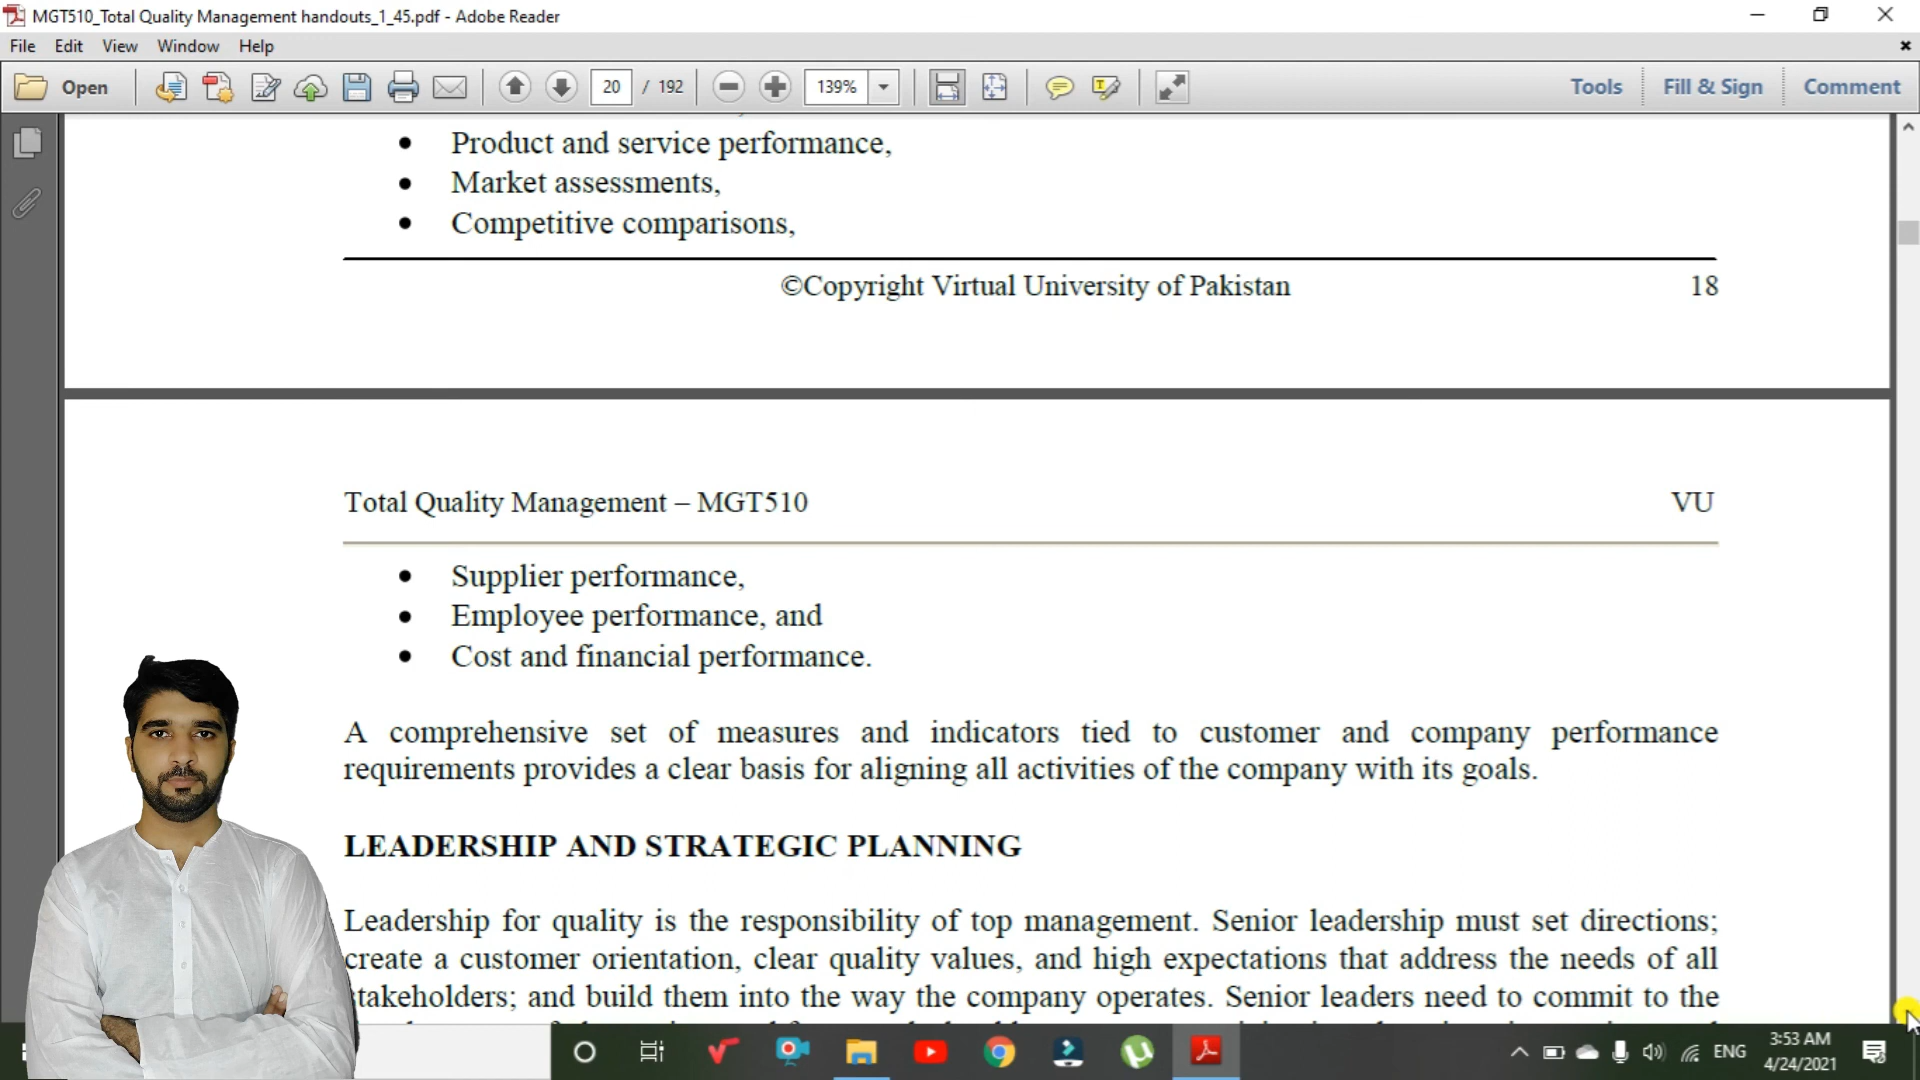 MGT510_Total Quality Management handouts_1_45.pdf - Adobe Reader
File Edit View Window Help
Open 20 / 192 139% Tools Fill & Sign Comment
• Product and service performance,
• Market assessments,
• Competitive comparisons,
©Copyright Virtual University of Pakistan 18
Total Quality Management – MGT510 VU
• Supplier performance,
• Employee performance, and
• Cost and financial performance.
A comprehensive set of measures and indicators tied to customer and company performance
requirements provides a clear basis for aligning all activities of the company with its goals.
LEADERSHIP AND STRATEGIC PLANNING
Leadership for quality is the responsibility of top management. Senior leadership must set directions;
create a customer orientation, clear quality values, and high expectations that address the needs of all
takeholders; and build them into the way the company operates. Senior leaders need to commit to the
ENG
3:53 AM
4/24/2021